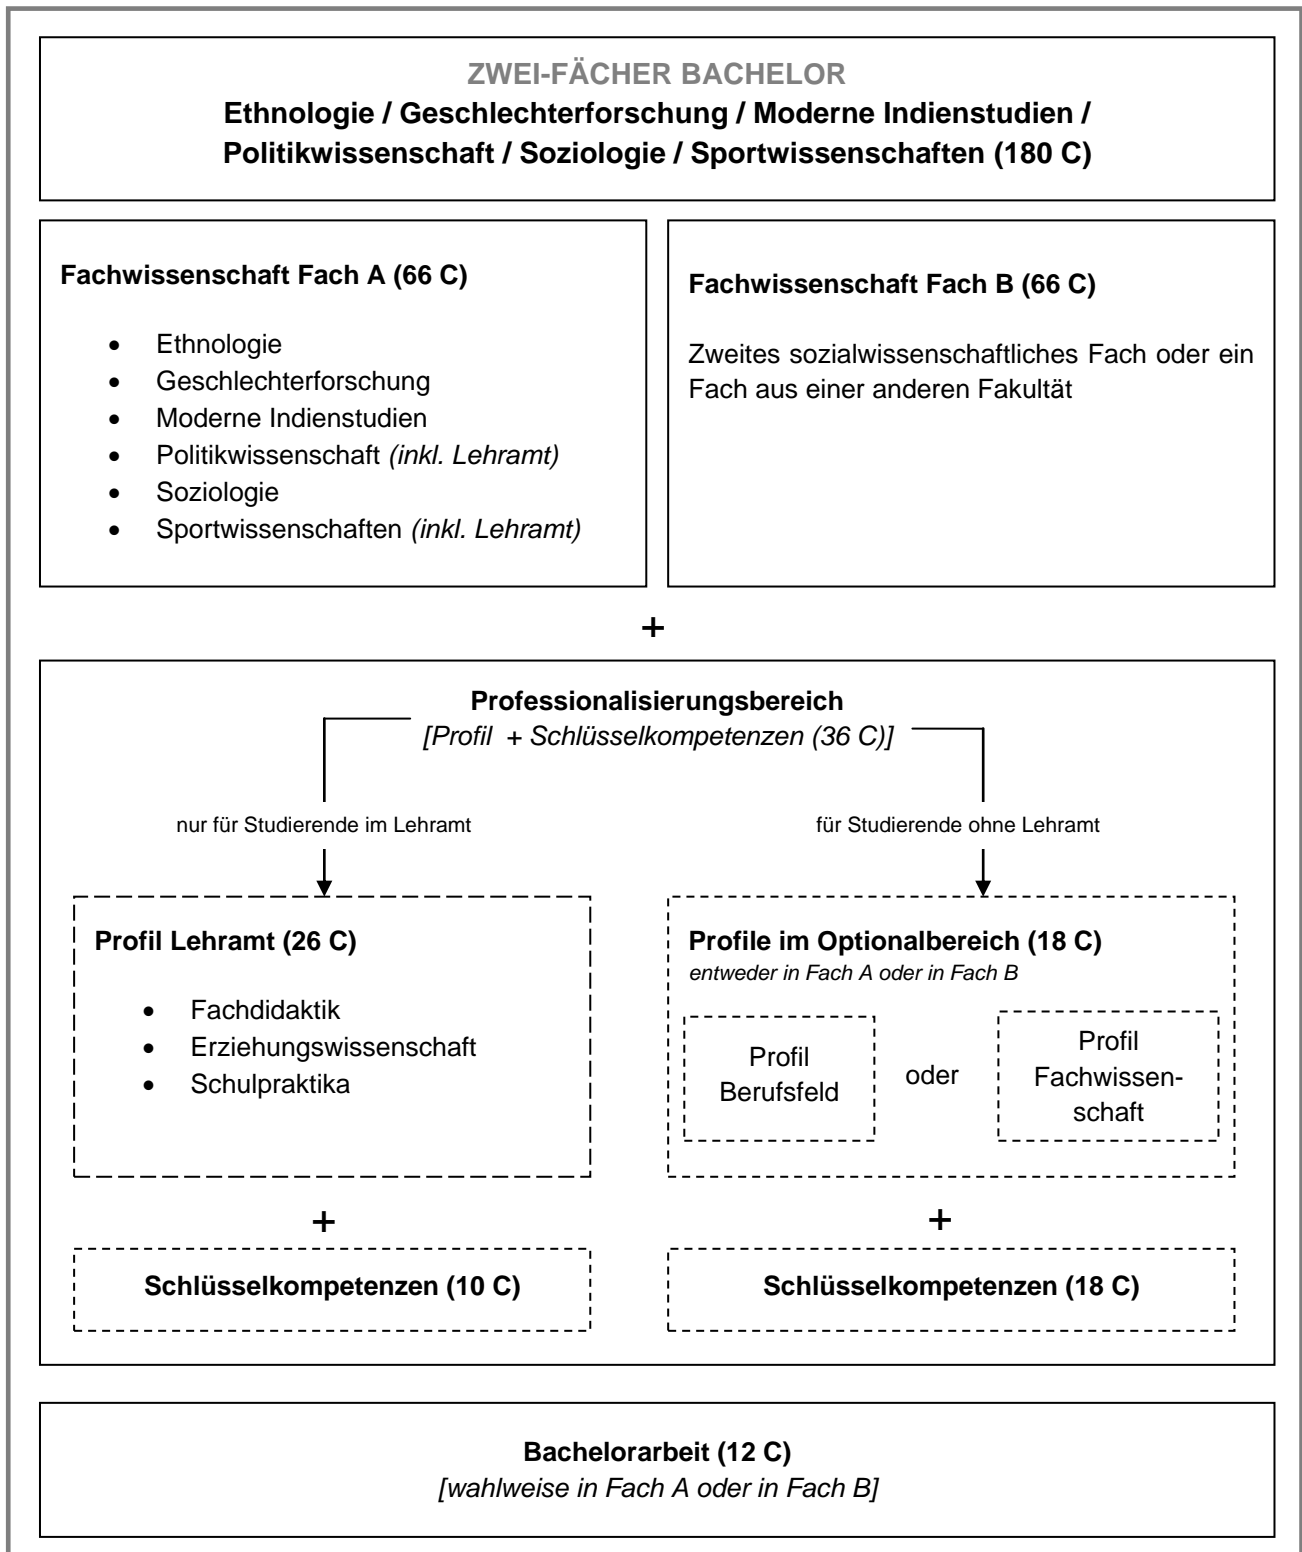 ZWEI-FÄCHER BACHELOR
Ethnologie / Geschlechterforschung / Moderne Indienstudien /
Politikwissenschaft / Soziologie / Sportwissenschaften (180 C)
Fachwissenschaft Fach A (66 C)
• Ethnologie
• Geschlechterforschung
• Moderne Indienstudien
• Politikwissenschaft (inkl. Lehramt)
• Soziologie
• Sportwissenschaften (inkl. Lehramt)
Fachwissenschaft Fach B (66 C)
Zweites sozialwissenschaftliches Fach oder ein
Fach aus einer anderen Fakultät
+
Professionalisierungsbereich
[Profil + Schlüsselkompetenzen (36 C)]
nur für Studierende im Lehramt
für Studierende ohne Lehramt
Profil Lehramt (26 C)
• Fachdidaktik
• Erziehungswissenschaft
• Schulpraktika
+
Schlüsselkompetenzen (10 C)
Profile im Optionalbereich (18 C)
entweder in Fach A oder in Fach B
Profil
Berufsfeld
oder
Profil
Fachwissen-
schaft
+
Schlüsselkompetenzen (18 C)
Bachelorarbeit (12 C)
[wahlweise in Fach A oder in Fach B]